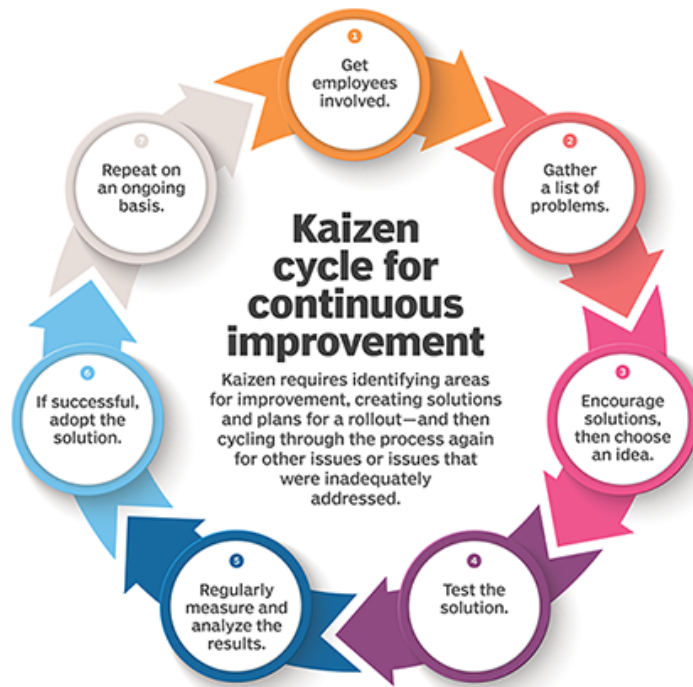 Kaizen
cycle for
continuous
improvement
Kaizen requires identifying areas
for improvement, creating solutions
and plans for a rollout—and then
cycling through the process again
for other issues or issues that
were inadequately
addressed.
1
Get
employees
involved.
2
Gather
a list of
problems.
3
Encourage
solutions,
then choose
an idea.
4
Test the
solution.
5
Regularly
measure and
analyze the
results.
6
If successful,
adopt the
solution.
7
Repeat on
an ongoing
basis.